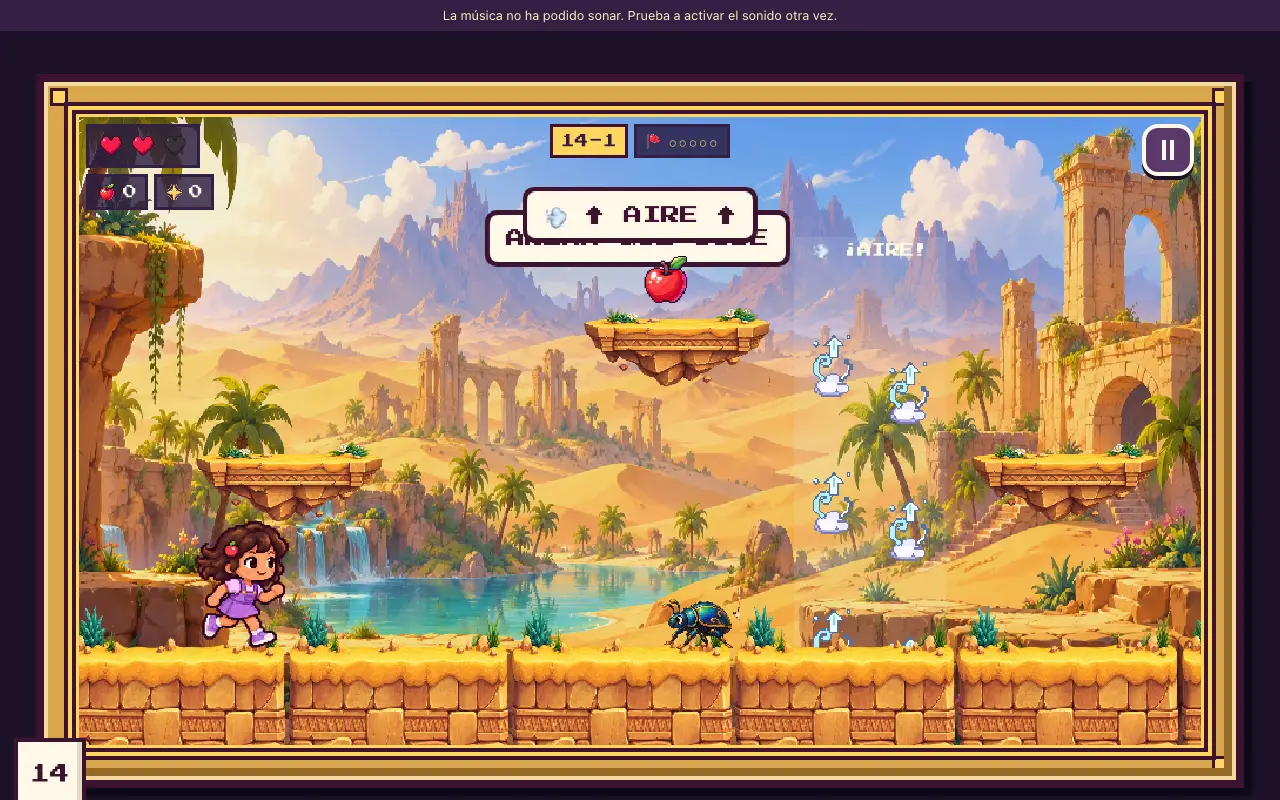 La música no ha podido sonar. Prueba a activar el sonido otra vez.
14-1
0 0
↑ AIRE ↑
¡AIRE!
14